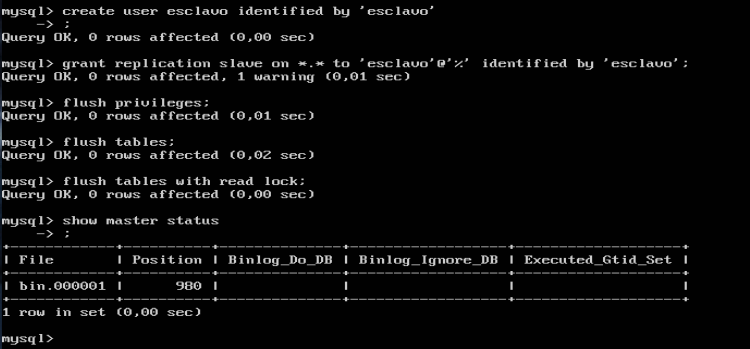 mysql> create user esclavo identified by 'esclavo'
    -> ;
Query OK, 0 rows affected (0,00 sec)
mysql> grant replication slave on *.* to 'esclavo'@'%' identified by 'esclavo';
Query OK, 0 rows affected, 1 warning (0,01 sec)
mysql> flush privileges;
Query OK, 0 rows affected (0,01 sec)
mysql> flush tables;
Query OK, 0 rows affected (0,02 sec)
mysql> flush tables with read lock;
Query OK, 0 rows affected (0,00 sec)
mysql> show master status
    -> ;
+------------+----------+--------------+------------------+-------------------+
| File | Position | Binlog_Do_DB | Binlog_Ignore_DB | Executed_Gtid_Set |
+------------+----------+--------------+------------------+-------------------+
| bin.000001 | 980 | | | |
+------------+----------+--------------+------------------+-------------------+
1 row in set (0,00 sec)
mysql>